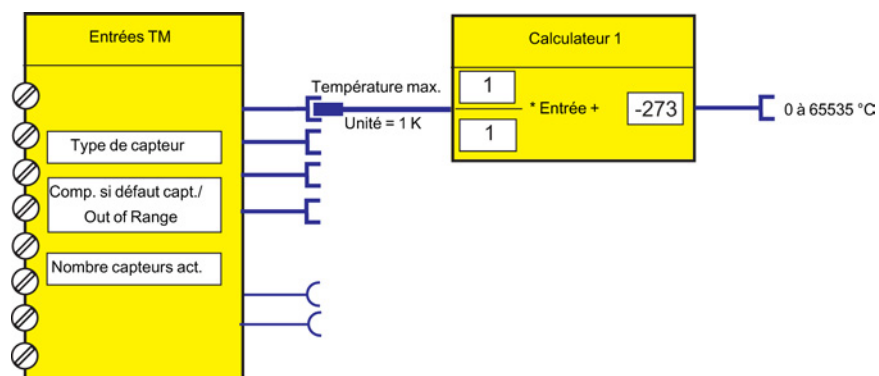 Entrées TM
Type de capteur
Comp. si défaut capt./
Out of Range
Nombre capteurs act.
Température max.
Unité = 1 K
Calculateur 1
1
1
* Entrée +
-273
0 à 65535 °C